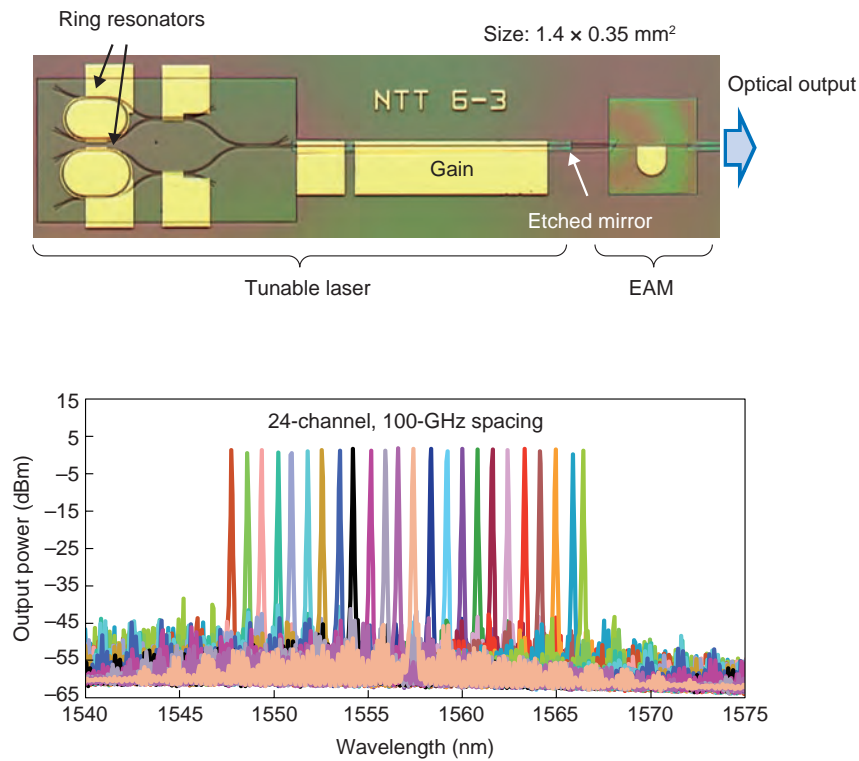 Ring resonators
Size: 1.4 × 0.35 mm²
Optical output
NTT 6-3
Gain
Etched mirror
Tunable laser
EAM
24-channel, 100-GHz spacing
Output power (dBm)
15
5
−5
−15
−25
−35
−45
−55
−65
1540
1545
1550
1555
1560
1565
1570
1575
Wavelength (nm)